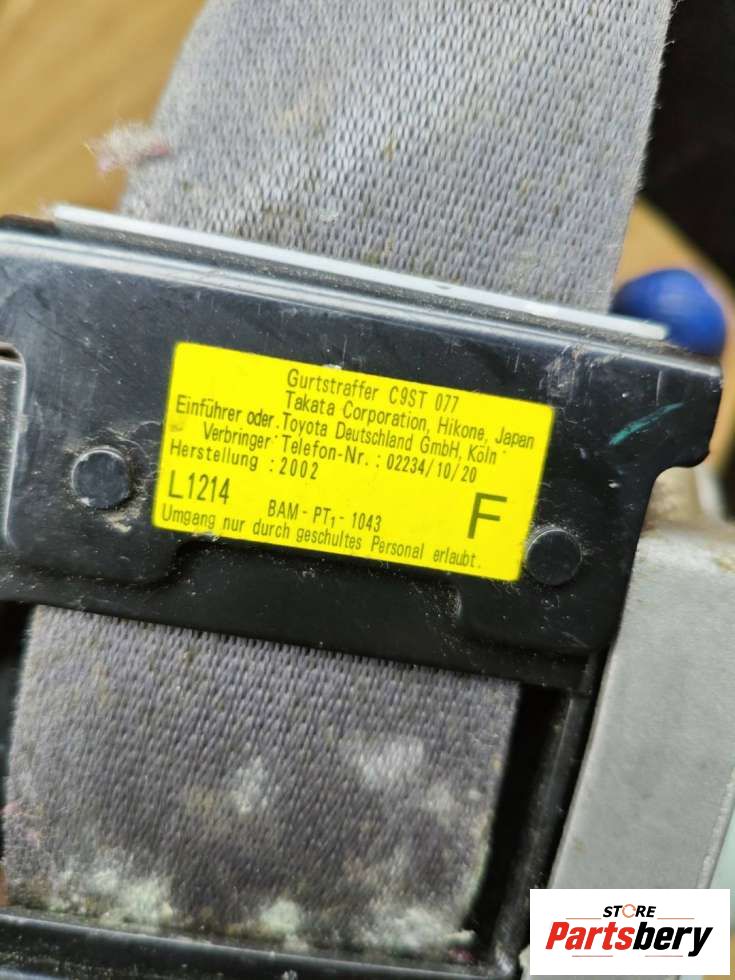 Gurtstraffer C9ST 077
Takata Corporation, Hikone, Japan
Einführer oder Toyota Deutschland GmbH, Köln
Verbringer Telefon-Nr. : 02234/10/20
Herstellung : 2002
L1214 BAM - PT1 - 1043 F
Umgang nur durch geschultes Personal erlaubt.
STORE
Partsbery